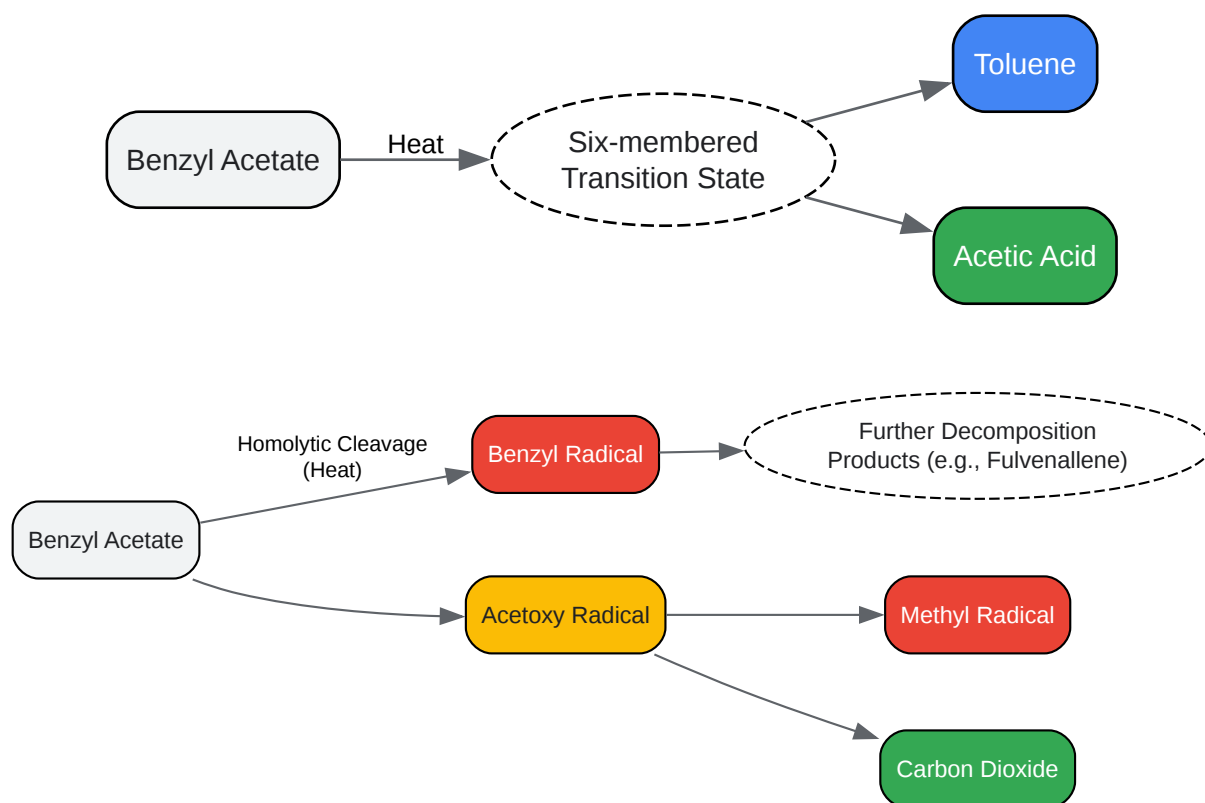 Toluene
Benzyl Acetate
Heat
Six-membered
Transition State
Acetic Acid
Homolytic Cleavage
(Heat)
Benzyl Radical
Further Decomposition
Products (e.g., Fulvenallene)
Benzyl Acetate
Acetoxy Radical
Methyl Radical
Carbon Dioxide